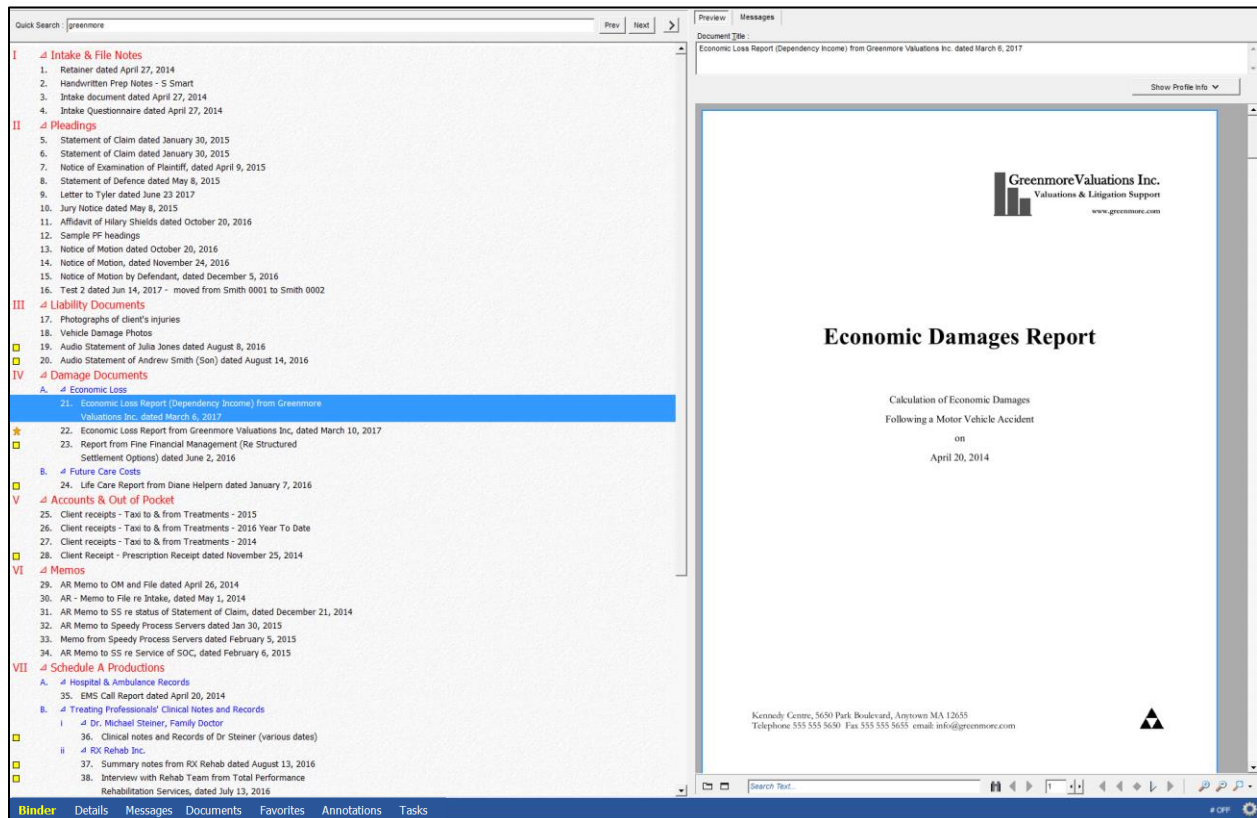 Quick Search : greenmore
Prev Next >
I Intake & File Notes
1. Retainer dated April 27, 2014
2. Handwritten Prep Notes - S Smart
3. Intake document dated April 27, 2014
4. Intake Questionnaire dated April 27, 2014
II Pleadings
5. Statement of Claim dated January 30, 2015
6. Statement of Claim dated January 30, 2015
7. Notice of Examination of Plaintiff, dated April 9, 2015
8. Statement of Defence dated May 8, 2015
9. Letter to Tyler dated June 23 2017
10. Jury Notice dated May 8, 2015
11. Affidavit of Hilary Shields dated October 20, 2016
12. Sample PF headings
13. Notice of Motion dated October 20, 2016
14. Notice of Motion, dated November 24, 2016
15. Notice of Motion by Defendant, dated December 5, 2016
16. Test 2 dated Jun 14, 2017 - moved from Smith 0001 to Smith 0002
III Liability Documents
17. Photographs of client's injuries
18. Vehicle Damage Photos
19. Audio Statement of Julia Jones dated August 8, 2016
20. Audio Statement of Andrew Smith (Son) dated August 14, 2016
IV Damage Documents
A. Economic Loss
21. Economic Loss Report (Dependency Income) from Greenmore
Valuations Inc. dated March 6, 2017
22. Economic Loss Report from Greenmore Valuations Inc, dated March 10, 2017
23. Report from Fine Financial Management (Re Structured
Settlement Options) dated June 2, 2016
B. Future Care Costs
24. Life Care Report from Diane Helpern dated January 7, 2016
V Accounts & Out of Pocket
25. Client receipts - Taxi to & from Treatments - 2015
26. Client receipts - Taxi to & from Treatments - 2016 Year To Date
27. Client receipts - Taxi to & from Treatments - 2014
28. Client Receipt - Prescription Receipt dated November 25, 2014
VI Memos
29. AR Memo to OM and File dated April 26, 2014
30. AR - Memo to File re Intake, dated May 1, 2014
31. AR Memo to SS re status of Statement of Claim, dated December 21, 2014
32. AR Memo to Speedy Process Servers dated Jan 30, 2015
33. Memo from Speedy Process Servers dated February 5, 2015
34. AR Memo to SS re Service of SOC, dated February 6, 2015
VII Schedule A Productions
A. Hospital & Ambulance Records
35. EMS Call Report dated April 20, 2014
B. Treating Professionals' Clinical Notes and Records
i Dr. Michael Steiner, Family Doctor
36. Clinical notes and Records of Dr Steiner (various dates)
ii RX Rehab Inc.
37. Summary notes from RX Rehab dated August 13, 2016
38. Interview with Rehab Team from Total Performance
Rehabilitation Services, dated July 13, 2016
Binder Details Messages Documents Favorites Annotations Tasks
Preview Messages
Document Title :
Economic Loss Report (Dependency Income) from Greenmore Valuations Inc. dated March 6, 2017
Show Profile Info
GreenmoreValuations Inc.
Valuations & Litigation Support
www.greenmore.com
Economic Damages Report
Calculation of Economic Damages
Following a Motor Vehicle Accident
on
April 20, 2014
Kennedy Centre, 5650 Park Boulevard, Anytown MA 12655
Telephone 555 555 5650 Fax 555 555 5655 email: info@greenmore.com
Search Text...
1
# OFF